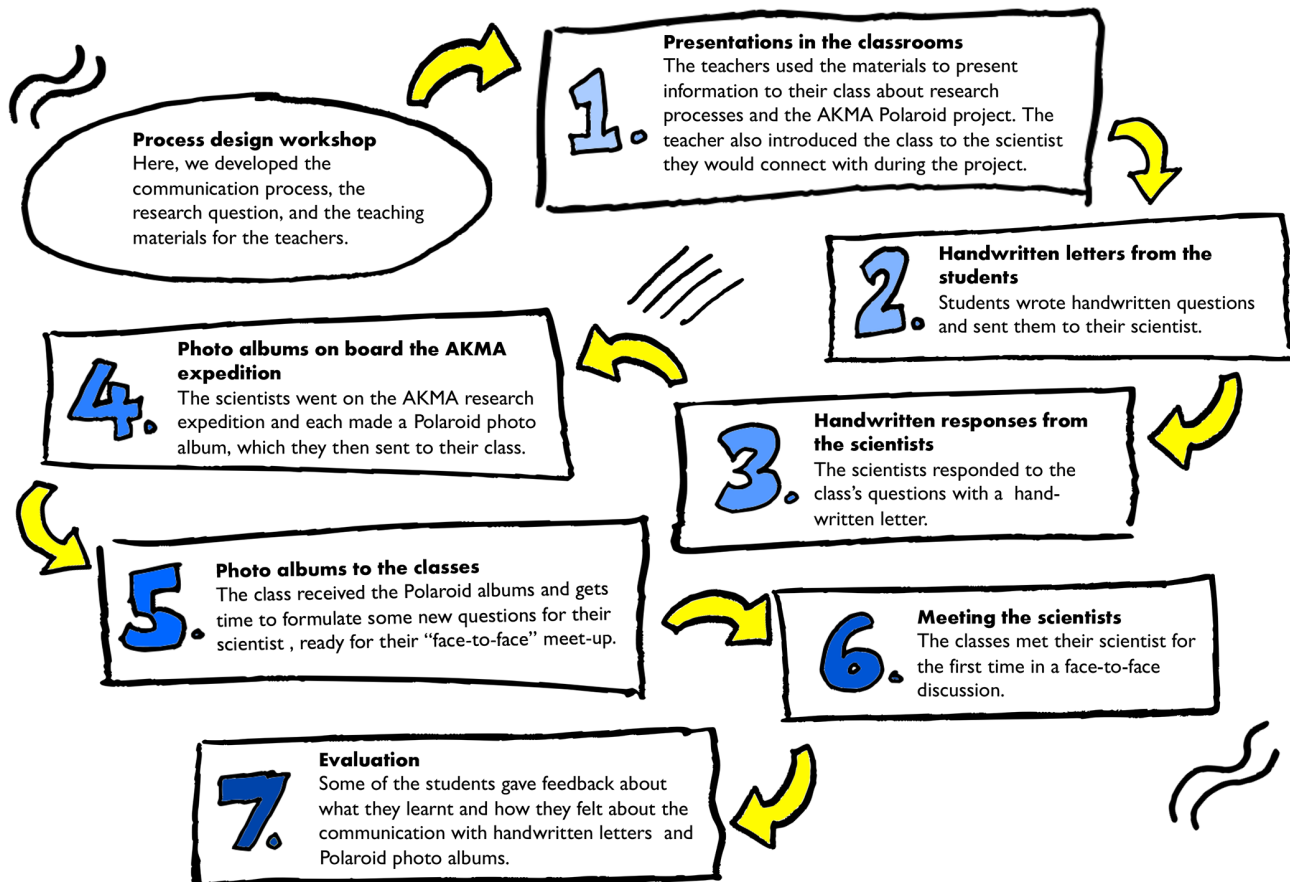 Process design workshop
Here, we developed the
communication process, the
research question, and the teaching
materials for the teachers.
1.
Presentations in the classrooms
The teachers used the materials to present
information to their class about research
processes and the AKMA Polaroid project. The
teacher also introduced the class to the scientist
they would connect with during the project.
2.
Handwritten letters from the
students
Students wrote handwritten questions
and sent them to their scientist.
3.
Handwritten responses from
the scientists
The scientists responded to the
class's questions with a hand-
written letter.
4.
Photo albums on board the AKMA
expedition
The scientists went on the AKMA research
expedition and each made a Polaroid photo
album, which they then sent to their class.
5.
Photo albums to the classes
The class received the Polaroid albums and gets
time to formulate some new questions for their
scientist , ready for their “face-to-face” meet-up.
6.
Meeting the scientists
The classes met their scientist for
the first time in a face-to-face
discussion.
7.
Evaluation
Some of the students gave feedback about
what they learnt and how they felt about the
communication with handwritten letters and
Polaroid photo albums.